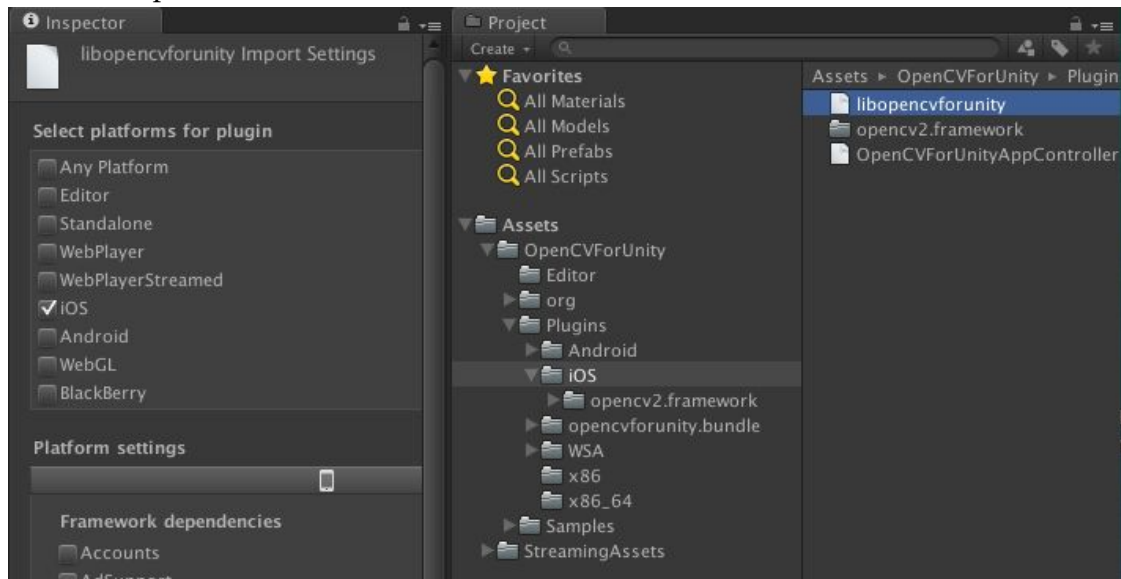 Inspector
libopencvforunity Import Settings
Select platforms for plugin
Any Platform
Editor
Standalone
WebPlayer
WebPlayerStreamed
iOS
Android
WebGL
BlackBerry
Platform settings
Framework dependencies
Accounts
AdSupport
Project
Create
Favorites
All Materials
All Models
All Prefabs
All Scripts
Assets
OpenCVForUnity
Editor
org
Plugins
Android
iOS
opencv2.framework
opencvforunity.bundle
WSA
x86
x86_64
Samples
StreamingAssets
Assets ▸ OpenCVForUnity ▸ Plugin
libopencvforunity
opencv2.framework
OpenCVForUnityAppController